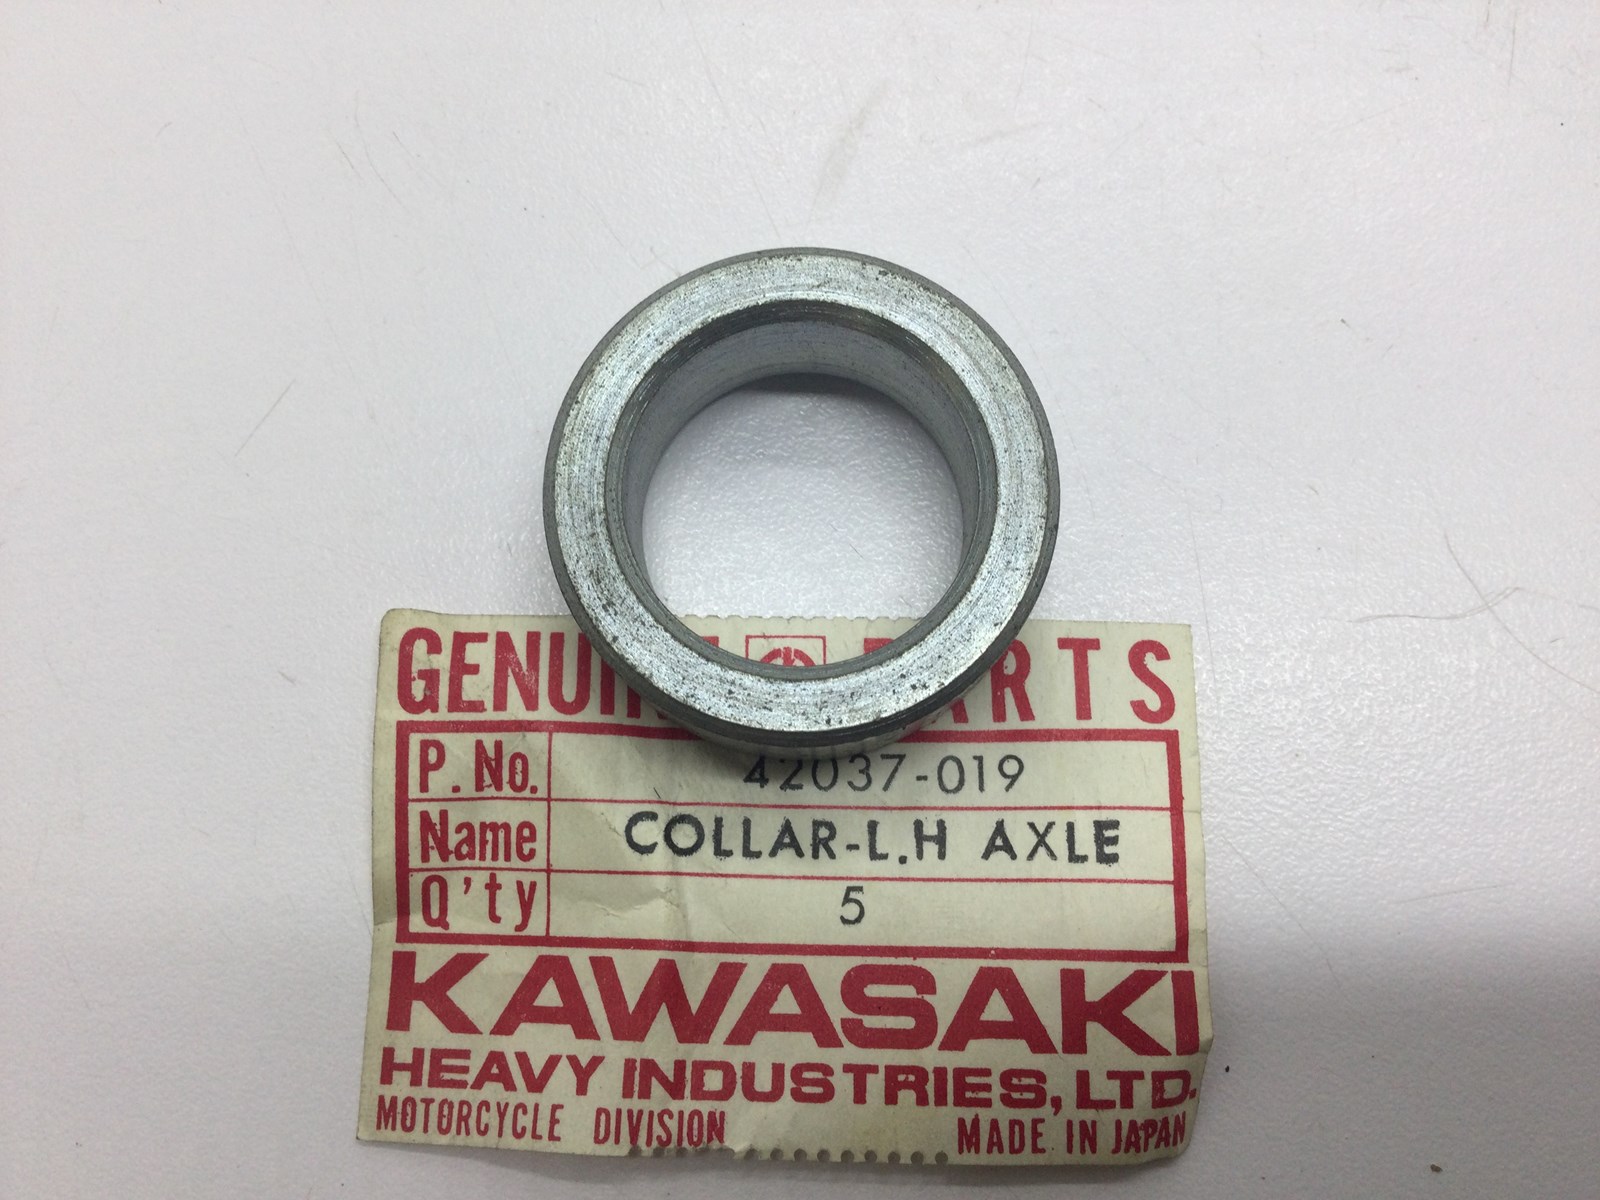 GENUINE PARTS
P. No. 42037-019
Name COLLAR-L.H AXLE
Q'ty 5
KAWASAKI
HEAVY INDUSTRIES, LTD.
MOTORCYCLE DIVISION MADE IN JAPAN